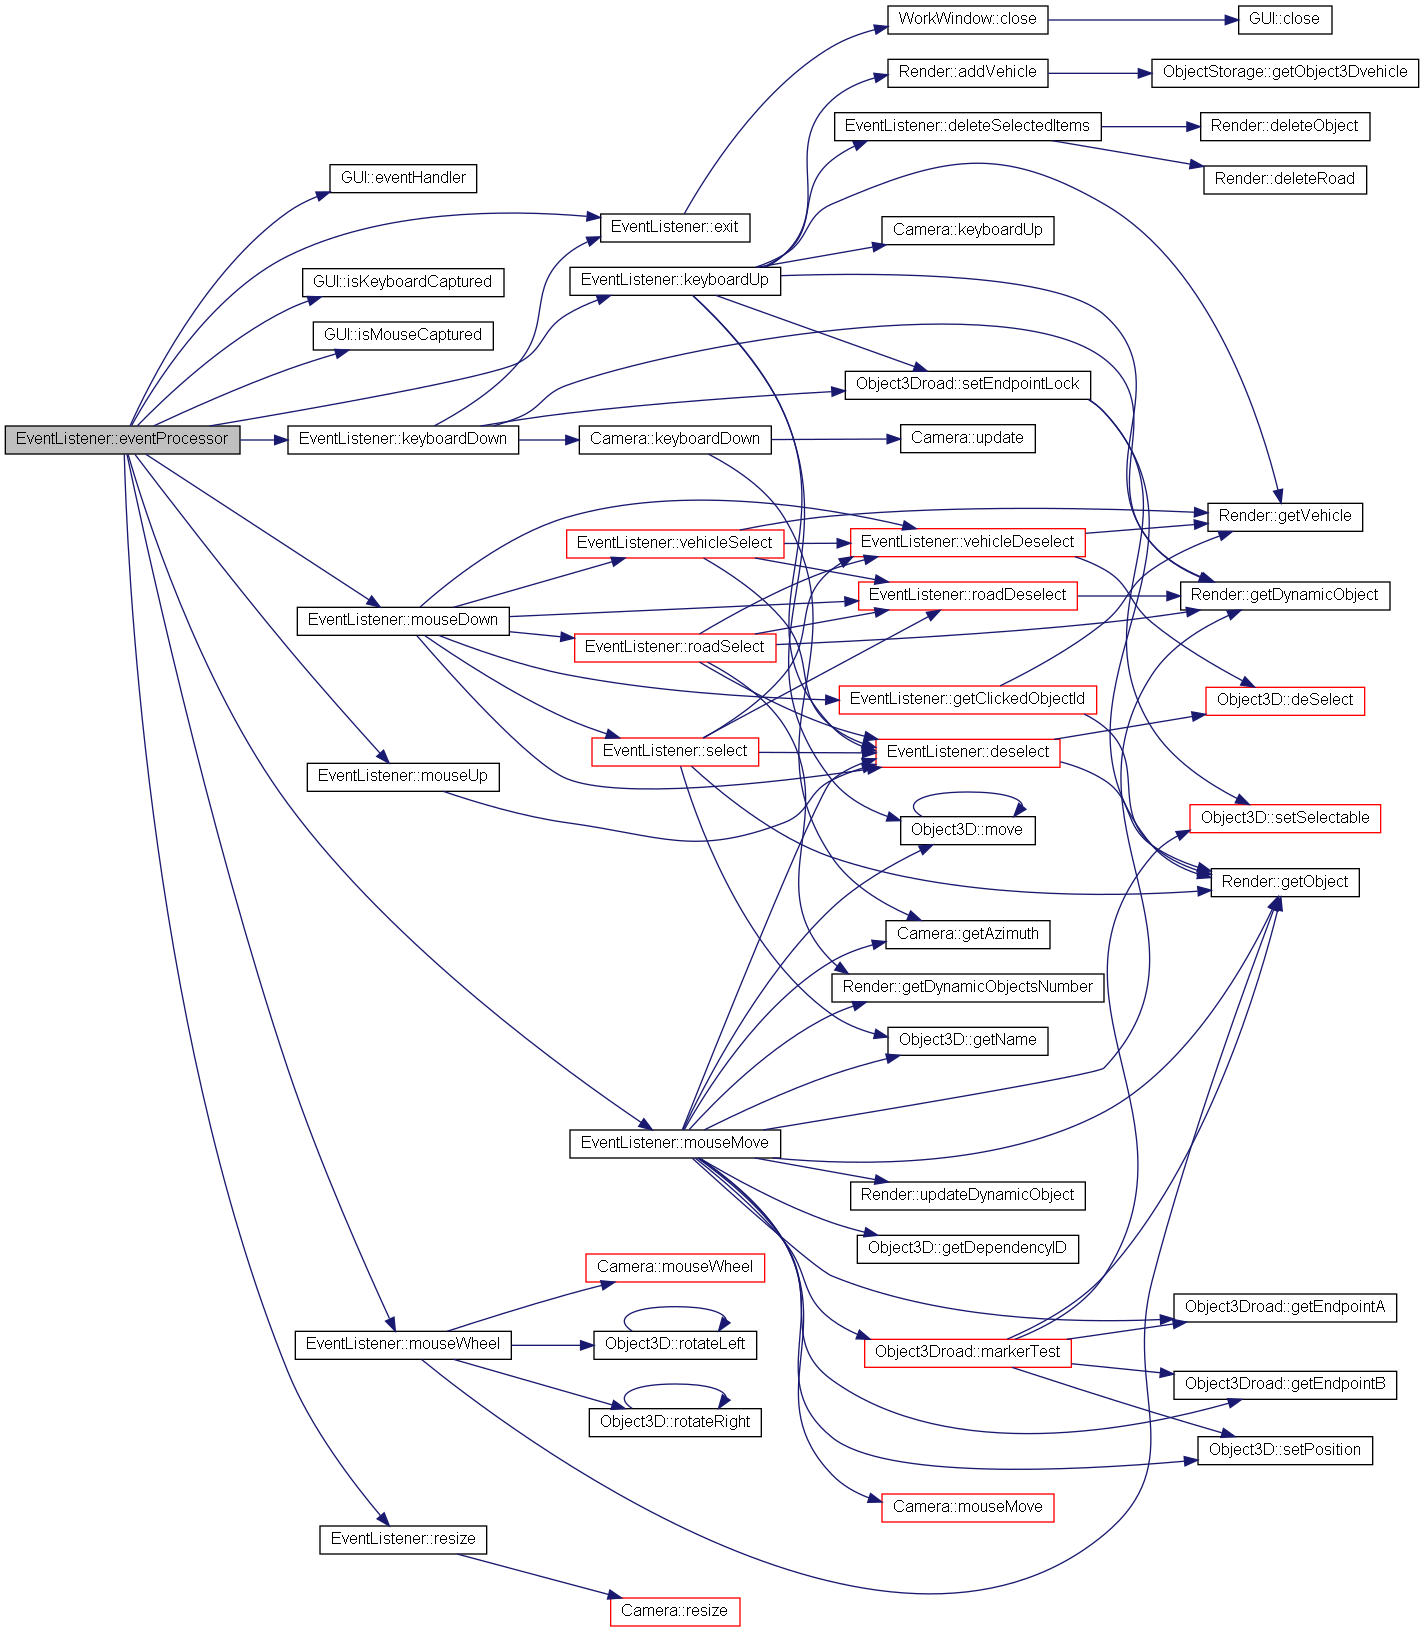 WorkWindow::close
GUI::close
Render::addVehicle
ObjectStorage::getObject3Dvehicle
EventListener::deleteSelectedItems
Render::deleteObject
GUI::eventHandler
Render::deleteRoad
EventListener::exit
Camera::keyboardUp
GUI::isKeyboardCaptured
EventListener::keyboardUp
GUI::isMouseCaptured
Object3Droad::setEndpointLock
EventListener::eventProcessor
EventListener::keyboardDown
Camera::keyboardDown
Camera::update
Render::getVehicle
EventListener::vehicleSelect
EventListener::vehicleDeselect
EventListener::roadDeselect
Render::getDynamicObject
EventListener::mouseDown
EventListener::roadSelect
EventListener::getClickedObjectId
Object3D::deSelect
EventListener::select
EventListener::deselect
EventListener::mouseUp
Object3D::move
Object3D::setSelectable
Render::getObject
Camera::getAzimuth
Render::getDynamicObjectsNumber
Object3D::getName
EventListener::mouseMove
Render::updateDynamicObject
Object3D::getDependencyID
Camera::mouseWheel
Object3Droad::getEndpointA
EventListener::mouseWheel
Object3D::rotateLeft
Object3Droad::markerTest
Object3Droad::getEndpointB
Object3D::rotateRight
Object3D::setPosition
Camera::mouseMove
EventListener::resize
Camera::resize